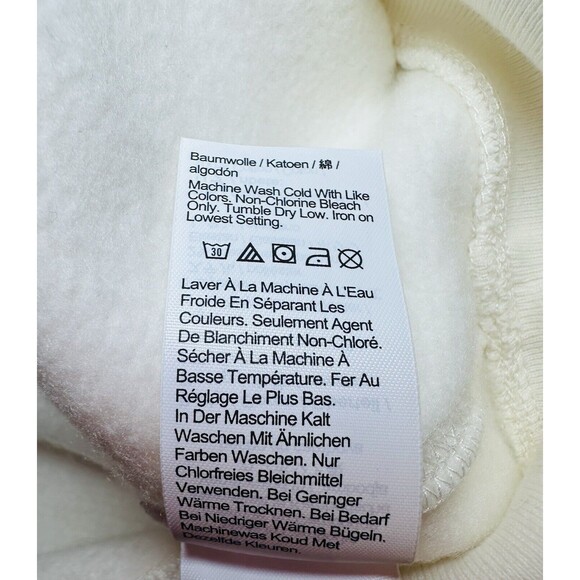 Baumwolle / Katoen / 綿 /
algodón
Machine Wash Cold With Like
Colors. Non-Chlorine Bleach
Only. Tumble Dry Low. Iron on
Lowest Setting.
30
Laver À La Machine À L'Eau
Froide En Séparant Les
Couleurs. Seulement Agent
De Blanchiment Non-Chloré.
Sécher À La Machine À
Basse Température. Fer Au
Réglage Le Plus Bas.
In Der Maschine Kalt
Waschen Mit Ähnlichen
Farben Waschen. Nur
Chlorfreies Bleichmittel
Verwenden. Bei Geringer
Wärme Trocknen. Bei Bedarf
Bei Niedriger Wärme Bügeln.
Machinewas Koud Met
Dezelfde Kleuren.